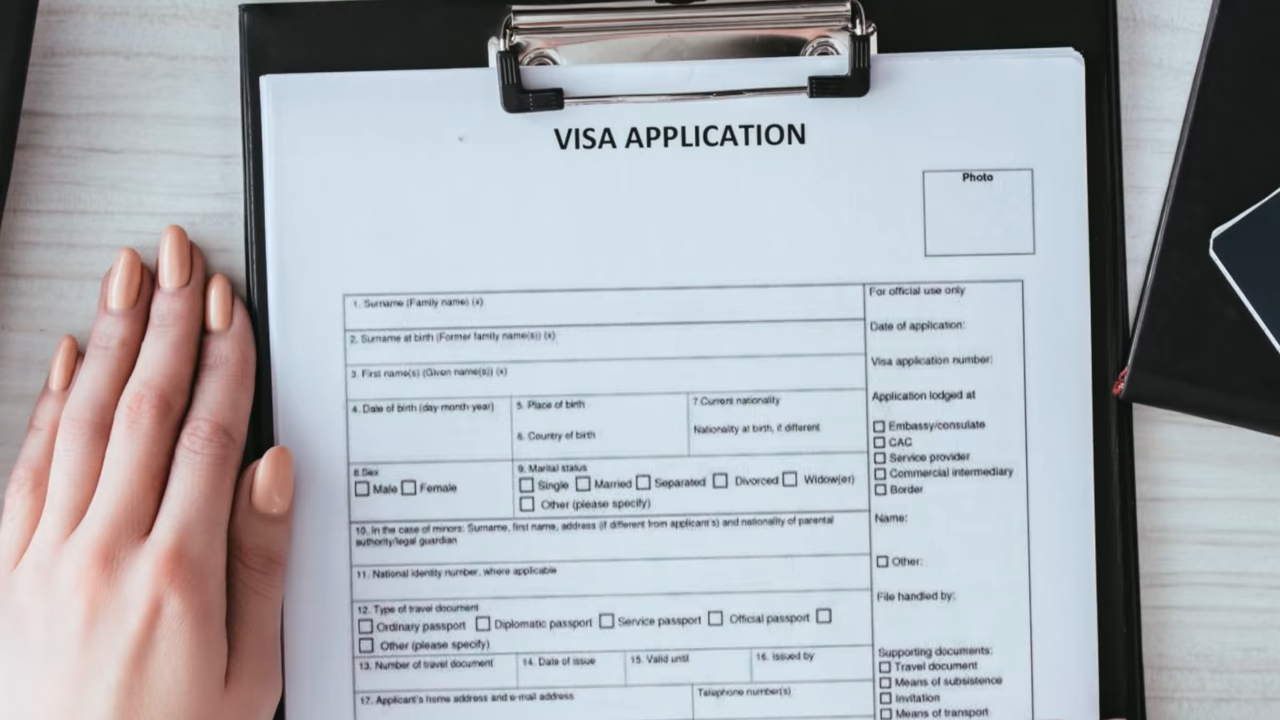 VISA APPLICATION
Photo
1. Surname (Family name) (x)
2. Surname at birth (Former family name(s)) (x)
3. First name(s) (Given name(s)) (x)
4. Date of birth (day month year)
5. Place of birth
6. Country of birth
7 Current nationality
Nationality at birth, if different
8.Sex
Male Female
9. Marital status
Single Married Separated Divorced Widow(er)
Other (please specify)
10. In the case of minors: Surname, first name, address (if different from applicant's) and nationality of parental
authority/legal guardian
11. National identity number, where applicable
12. Type of travel document
Ordinary passport Diplomatic passport Service passport Official passport
Other (please specify)
13. Number of travel document
14. Date of issue
15. Valid until
16. Issued by
17. Applicant's home address and e-mail address
Telephone number(s)
For official use only
Date of application:
Visa application number:
Application lodged at
Embassy/consulate
CAC
Service provider
Commercial intermediary
Border
Name:
Other:
File handled by:
Supporting documents:
Travel document
Means of subsistence
Invitation
Means of transport